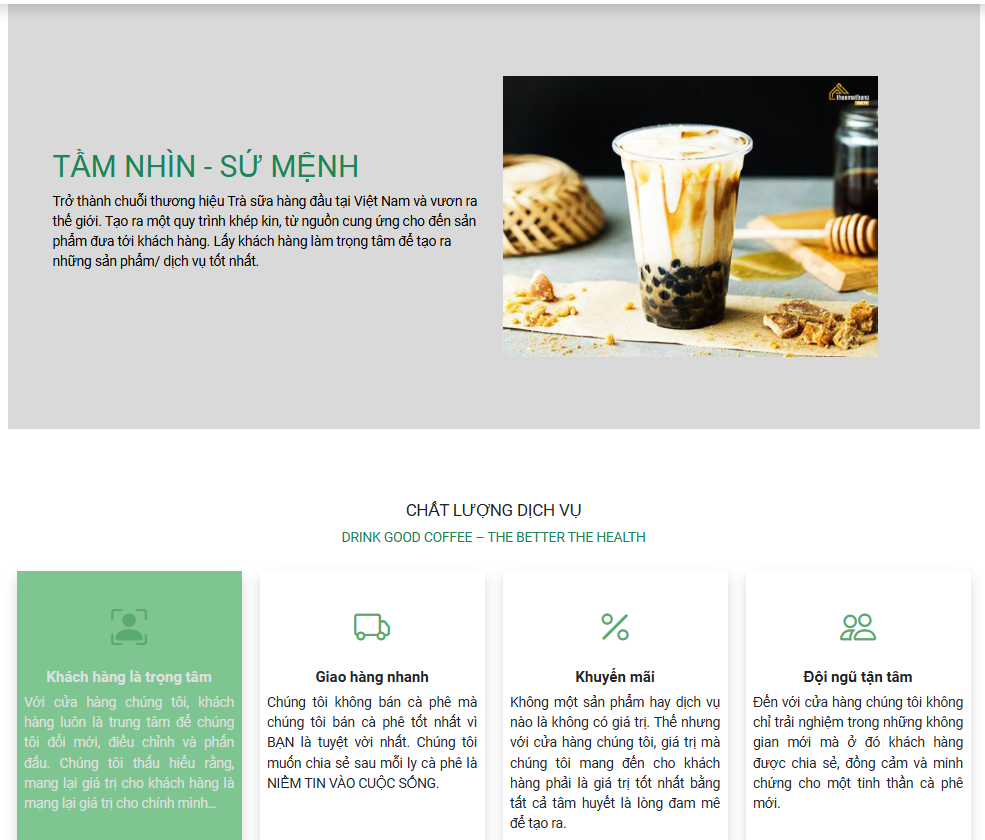 TẦM NHÌN - SỨ MỆNH
Trở thành chuỗi thương hiệu Trà sữa hàng đầu tại Việt Nam và vươn ra
thế giới. Tạo ra một quy trình khép kin, từ nguồn cung ứng cho đến sản
phẩm đưa tới khách hàng. Lấy khách hàng làm trọng tâm để tạo ra
những sản phẩm/ dịch vụ tốt nhất.
CHẤT LƯỢNG DỊCH VỤ
DRINK GOOD COFFEE – THE BETTER THE HEALTH
Khách hàng là trọng tâm
Với cửa hàng chúng tôi, khách
hàng luôn là trung tâm để chúng
tôi đổi mới, điều chỉnh và phấn
đấu. Chúng tôi thấu hiểu rằng,
mang lại giá trị cho khách hàng là
mang lại giá trị cho chính mình...
Giao hàng nhanh
Chúng tôi không bán cà phê mà
chúng tôi bán cà phê tốt nhất vì
BẠN là tuyệt vời nhất. Chúng tôi
muốn chia sẻ sau mỗi ly cà phê là
NIỀM TIN VÀO CUỘC SỐNG.
Khuyến mãi
Không một sản phẩm hay dịch vụ
nào là không có giá trị. Thế nhưng
với cửa hàng chúng tôi, giá trị mà
chúng tôi mang đến cho khách
hàng phải là giá trị tốt nhất bằng
tất cả tâm huyết là lòng đam mê
để tạo ra.
Đội ngũ tận tâm
Đến với cửa hàng chúng tôi không
chỉ trải nghiệm trong những không
gian mới mà ở đó khách hàng
được chia sẻ, đồng cảm và minh
chứng cho một tinh thần cà phê
mới.